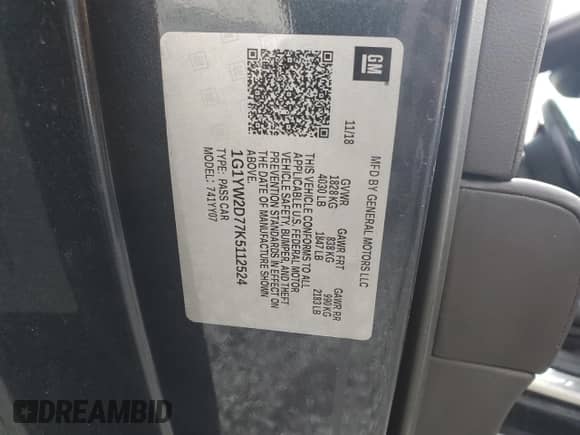 GM
MFD BY GENERAL MOTORS LLC
11/18
GVWR GAWR FRT GAWR RR
1828 KG 838 KG 990 KG
4030 LB 1847 LB 2183 LB
THIS VEHICLE CONFORMS TO ALL
APPLICABLE U.S. FEDERAL MOTOR
VEHICLE SAFETY, BUMPER, AND THEFT
PREVENTION STANDARDS IN EFFECT ON
THE DATE OF MANUFACTURE SHOWN
ABOVE.
1G1YW2D77K5112524
TYPE: PASS CAR
MODEL: 741YY07
DREAMBID